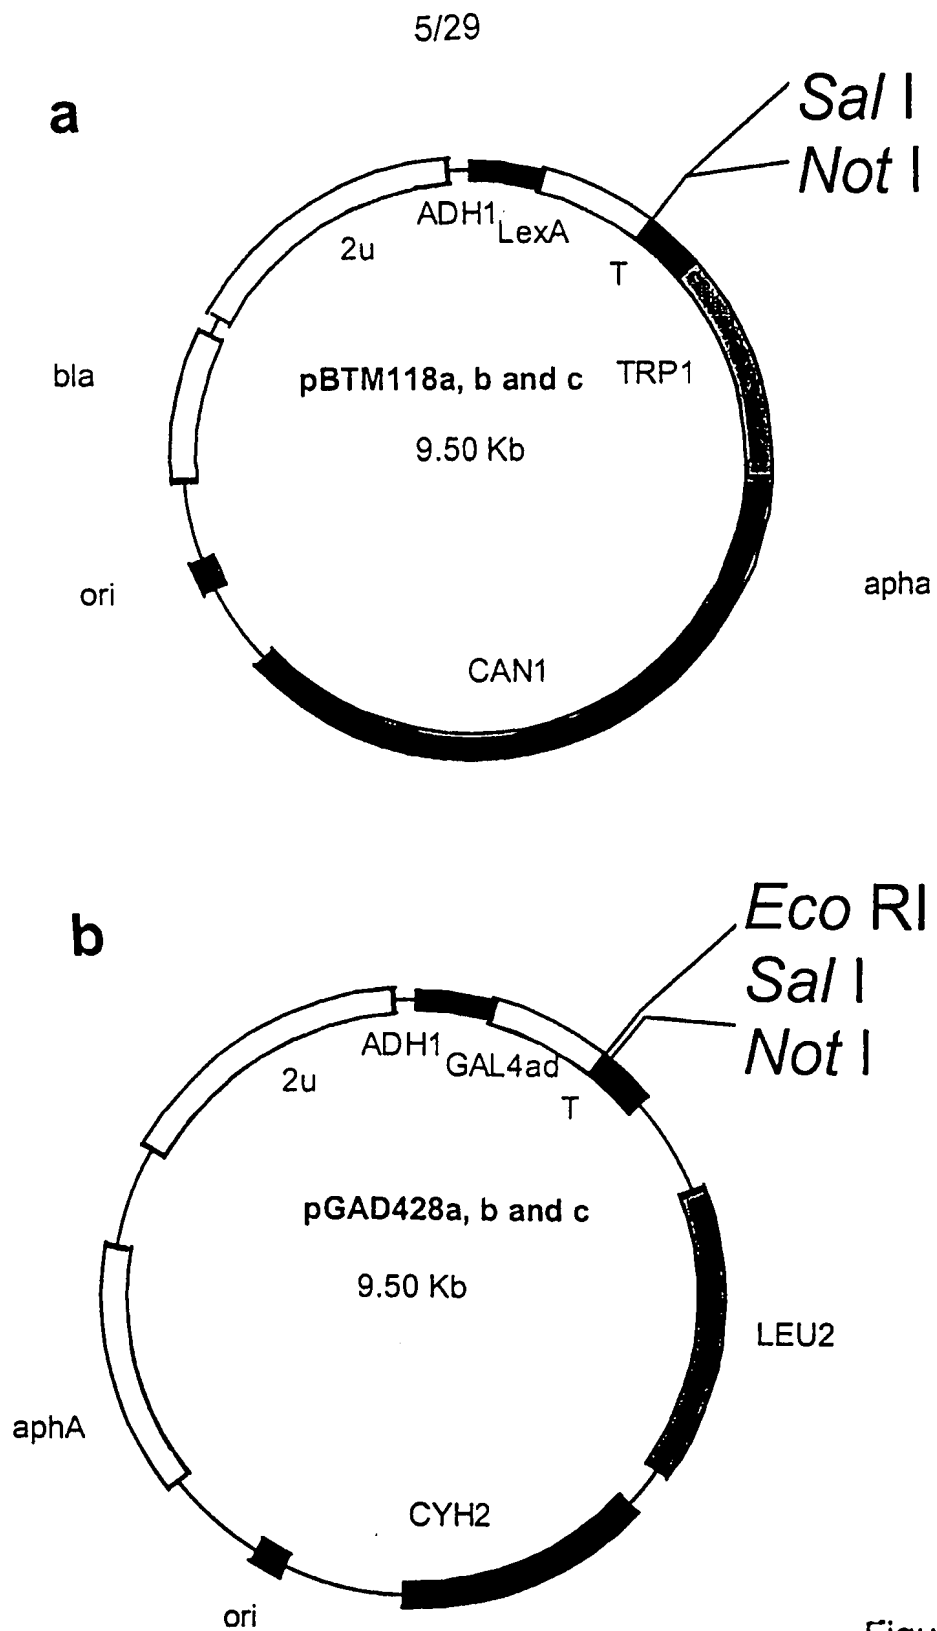 5/29
a
Sal I
Not I
ADH1
LexA
2u
T
bla
pBTM118a, b and c
TRP1
9.50 Kb
ori
apha
CAN1
b
Eco RI
Sal I
Not I
ADH1
GAL4ad
2u
T
pGAD428a, b and c
9.50 Kb
LEU2
aphA
CYH2
ori